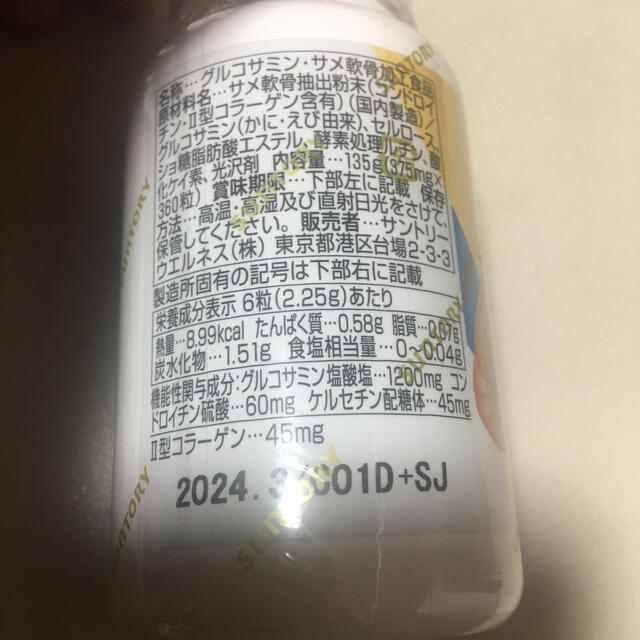 名称…グルコサミン・サメ軟骨加工食品
原材料名…サメ軟骨抽出粉末(コンドロイ
チン・Ⅱ型コラーゲン含有)(国内製造)、
グルコサミン(かに・えび由来)、セルロース、
ショ糖脂肪酸エステル、酵素処理ルチン、酸
化ケイ素、光沢剤 内容量…135g(375mg×
360粒) 賞味期限…下部左に記載 保存
方法…高温・高湿及び直射日光をさけて、
保管してください。販売者…サントリー
ウエルネス(株) 東京都港区台場2-3-3
製造所固有の記号は下部右に記載
栄養成分表示 6粒(2.25g)あたり
熱量…8.99kcal たんぱく質…0.58g 脂質…0.07g
炭水化物…1.51g 食塩相当量…0~0.04g
機能性関与成分:グルコサミン塩酸塩…1200mg コン
ドロイチン硫酸…60mg ケルセチン配糖体…45mg
Ⅱ型コラーゲン…45mg
2024. 3/C01D+SJ
SUNTORY
SUNTORY
SUNTORY
SUNTORY
SUNTORY
SUNTORY
SUNTORY